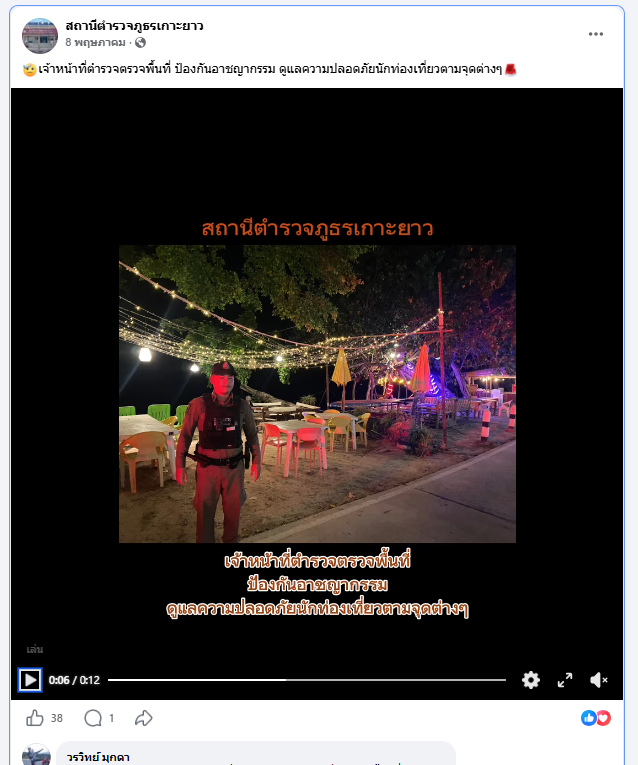 สถานีตำรวจภูธรเกาะยาว
8 พฤษภาคม ·
เจ้าหน้าที่ตำรวจตรวจพื้นที่ ป้องกันอาชญากรรม ดูแลความปลอดภัยนักท่องเที่ยวตามจุดต่างๆ
สถานีตำรวจภูธรเกาะยาว
เจ้าหน้าที่ตำรวจตรวจพื้นที่
ป้องกันอาชญากรรม
ดูแลความปลอดภัยนักท่องเที่ยวตามจุดต่างๆ
เล่น
0:06 / 0:12
38
1
วรวิทย์ มุกดา